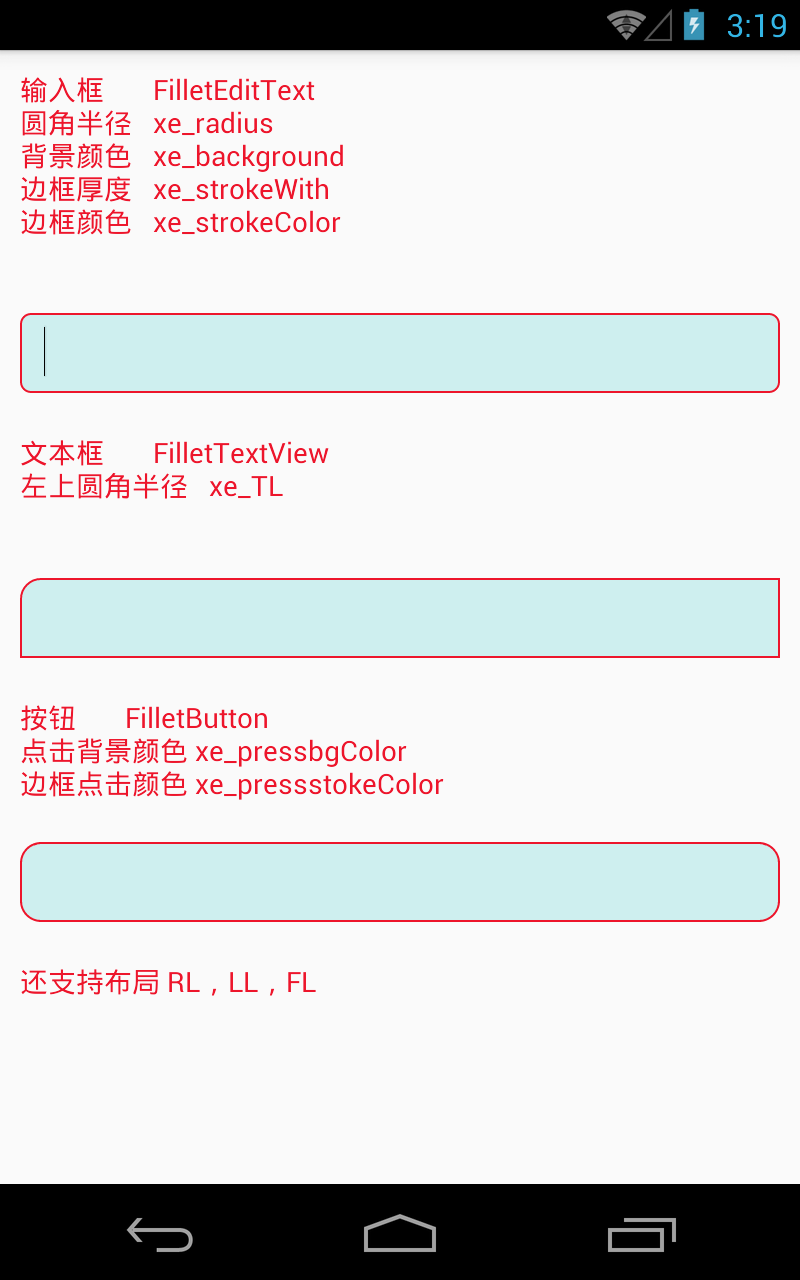 3:19
输入框 FilletEditText
圆角半径 xe_radius
背景颜色 xe_background
边框厚度 xe_strokeWith
边框颜色 xe_strokeColor
文本框 FilletTextView
左上圆角半径 xe_TL
按钮 FilletButton
点击背景颜色 xe_pressbgColor
边框点击颜色 xe_pressstokeColor
还支持布局 RL，LL，FL